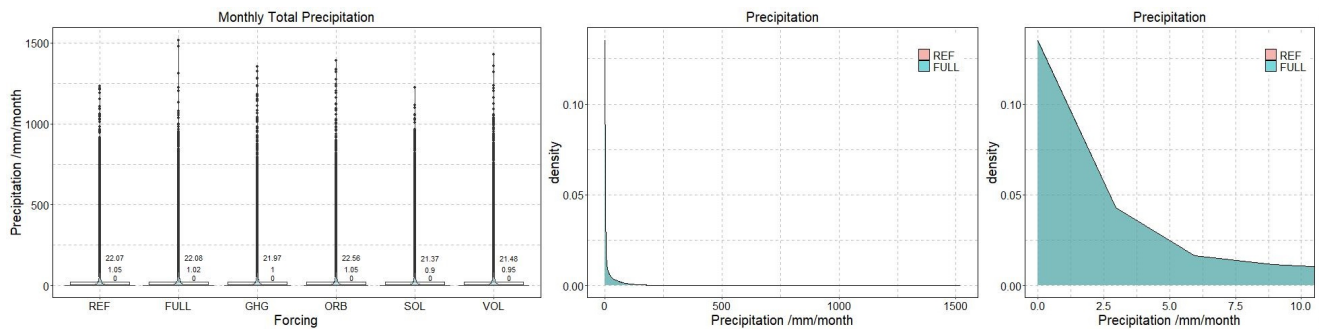 Monthly Total Precipitation
Precipitation /mm/month
1500
1000
500
0
22.07
1.05
0
22.08
1.02
0
21.97
1
0
22.56
1.05
0
21.37
0.9
0
21.48
0.95
0
REF
FULL
GHG
ORB
SOL
VOL
Forcing
Precipitation
density
0.10
0.05
0.00
REF
FULL
0
500
1000
1500
Precipitation /mm/month
Precipitation
density
0.10
0.05
0.00
REF
FULL
0.0
2.5
5.0
7.5
10.0
Precipitation /mm/month